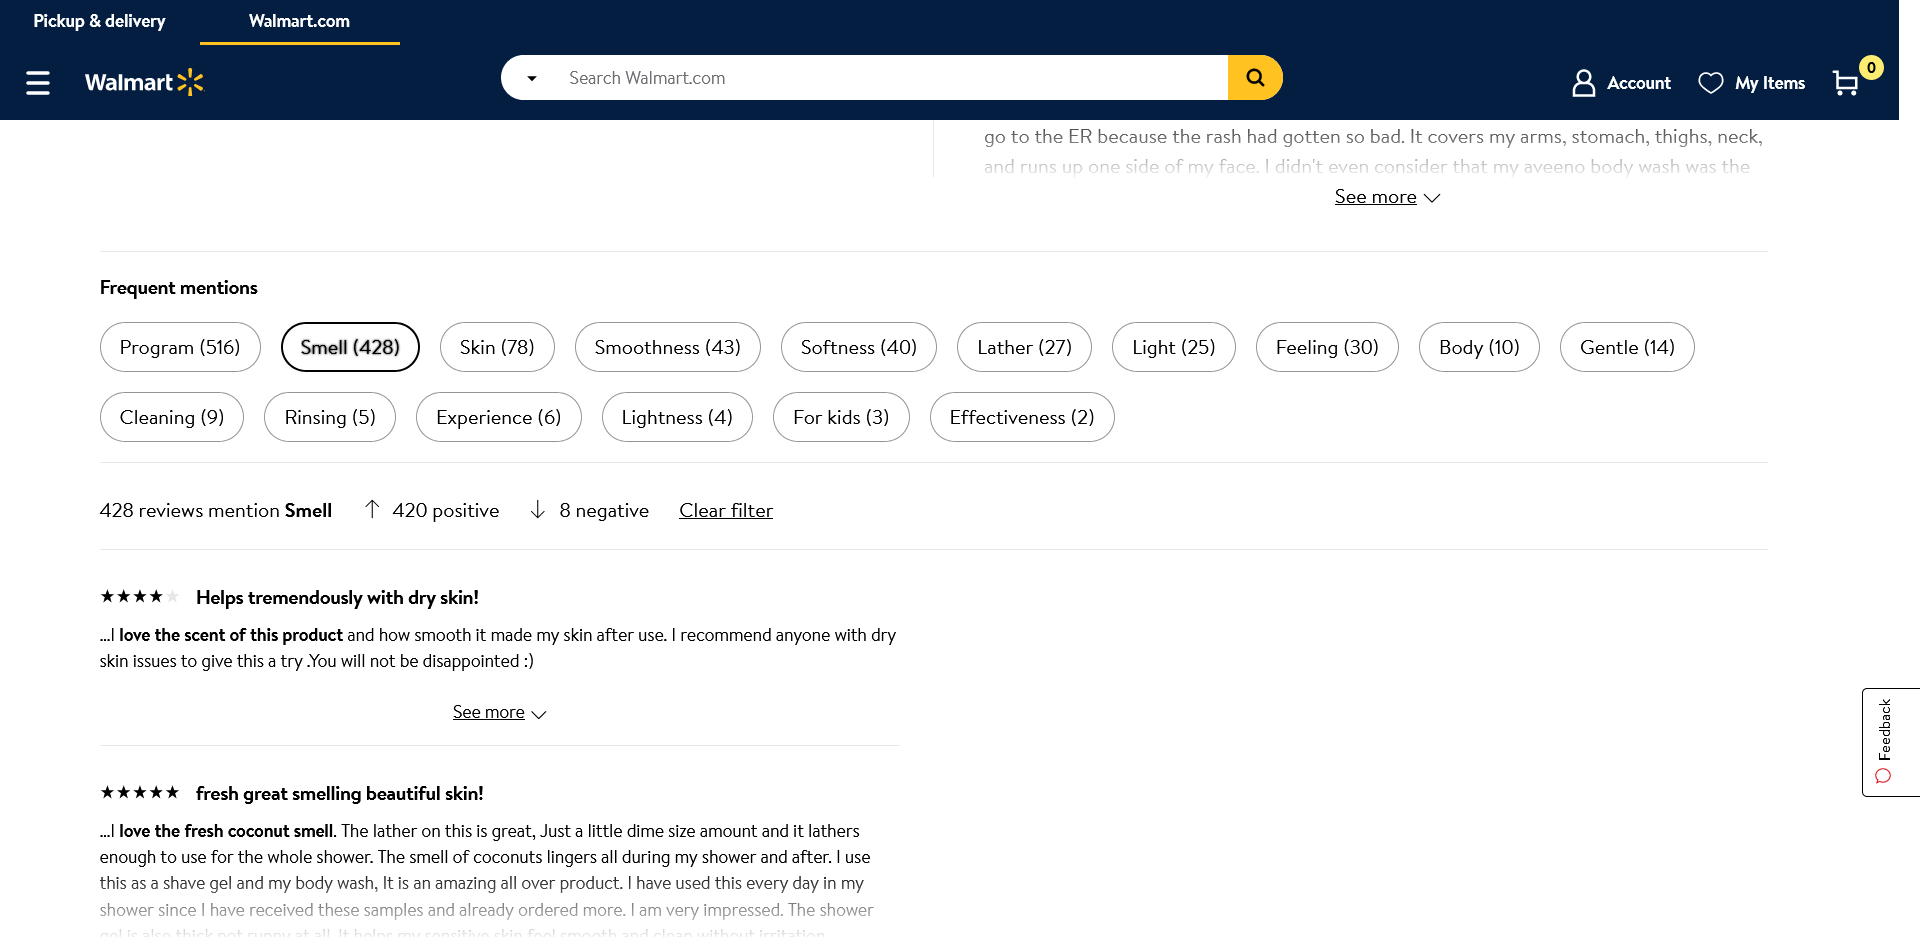 Pickup & delivery
Walmart.com
Walmart
Search Walmart.com
Account
My Items
0
go to the ER because the rash had gotten so bad. It covers my arms, stomach, thighs, neck,
and runs up one side of my face. I didn't even consider that my aveeno body wash was the
See more
Frequent mentions
Program (516)
Smell (428)
Skin (78)
Smoothness (43)
Softness (40)
Lather (27)
Light (25)
Feeling (30)
Body (10)
Gentle (14)
Cleaning (9)
Rinsing (5)
Experience (6)
Lightness (4)
For kids (3)
Effectiveness (2)
428 reviews mention Smell
420 positive
8 negative
Clear filter
Helps tremendously with dry skin!
...I love the scent of this product and how smooth it made my skin after use. I recommend anyone with dry
skin issues to give this a try .You will not be disappointed :)
See more
fresh great smelling beautiful skin!
...I love the fresh coconut smell. The lather on this is great, Just a little dime size amount and it lathers
enough to use for the whole shower. The smell of coconuts lingers all during my shower and after. I use
this as a shave gel and my body wash, It is an amazing all over product. I have used this every day in my
shower since I have received these samples and already ordered more. I am very impressed. The shower
gel is also thick not runny at all. It helps my sensitive skin feel smooth and clean without irritation
Feedback